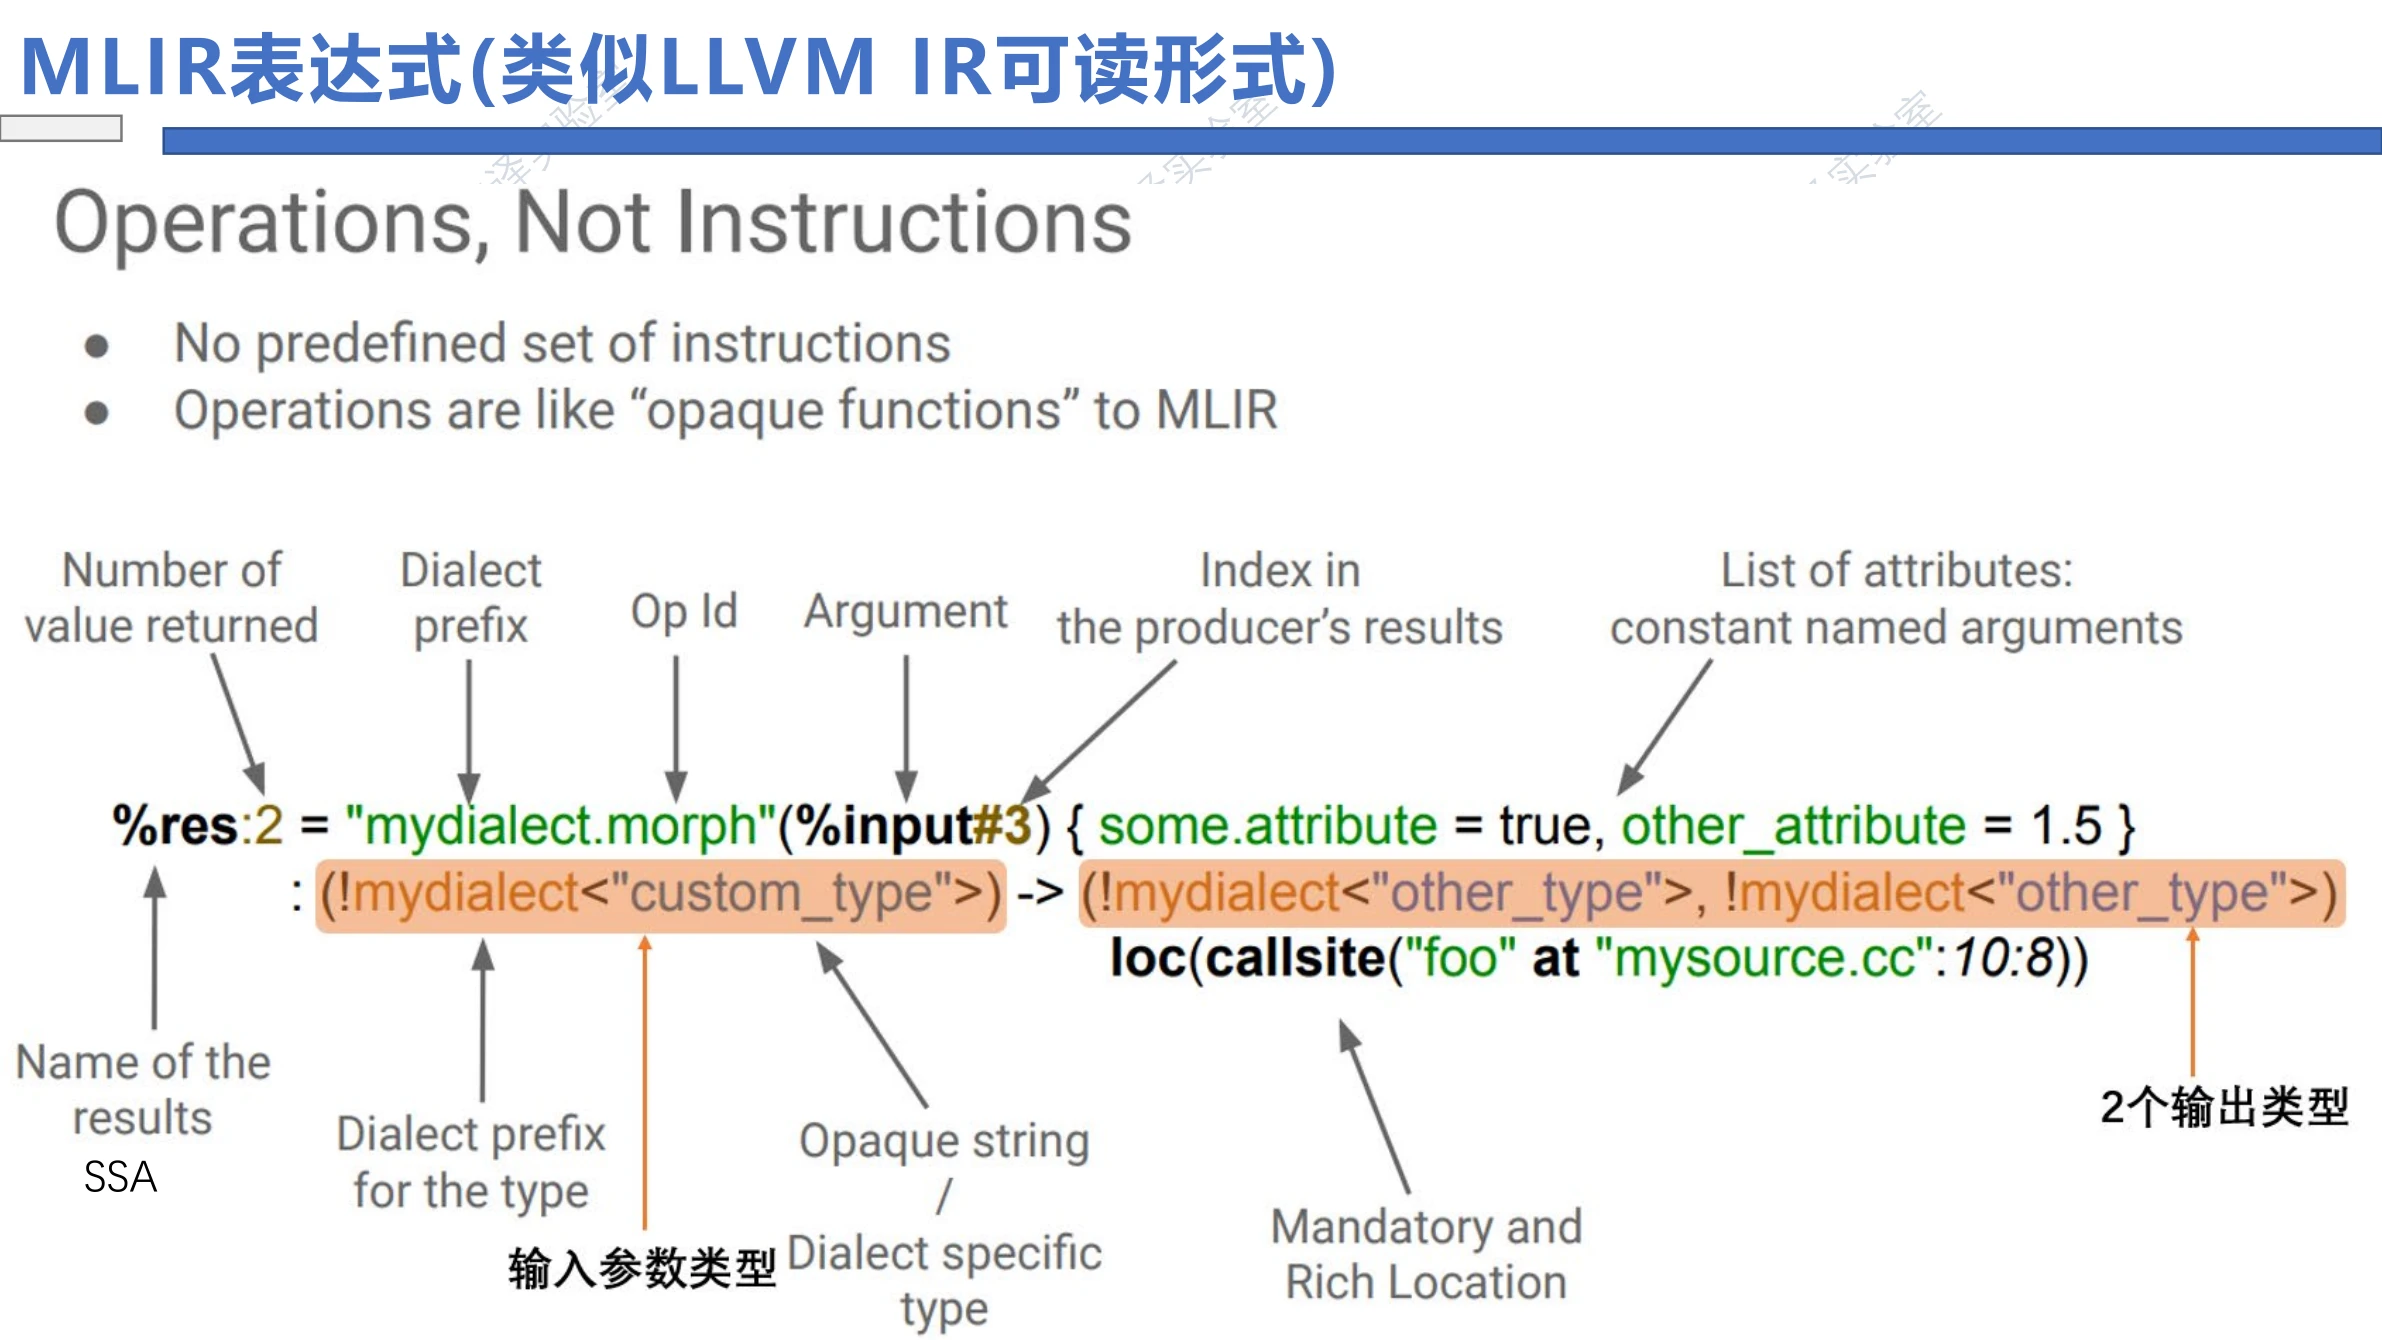 MLIR表达式(类似LLVM IR可读形式)
Operations, Not Instructions
● No predefined set of instructions
● Operations are like “opaque functions” to MLIR
Number of
value returned
Dialect
prefix
Op Id
Argument
Index in
the producer’s results
List of attributes:
constant named arguments
%res:2 = "mydialect.morph"(%input#3) { some.attribute = true, other_attribute = 1.5 }
: (!mydialect<"custom_type">) -> (!mydialect<"other_type">, !mydialect<"other_type">)
loc(callsite("foo" at "mysource.cc":10:8))
Name of the
results
SSA
Dialect prefix
for the type
输入参数类型
Opaque string
/
Dialect specific
type
Mandatory and
Rich Location
2个输出类型